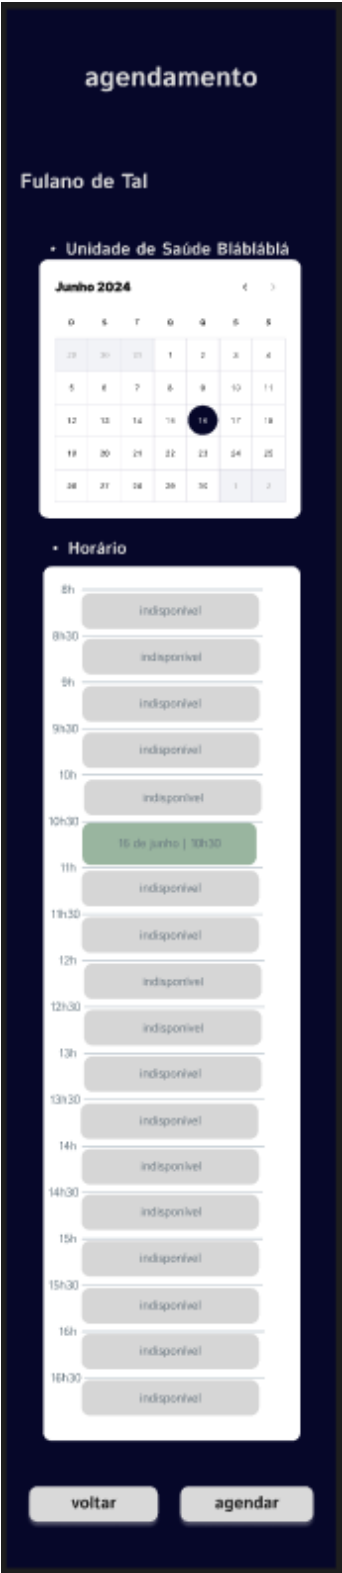 agendamento
Fulano de Tal
• Unidade de Saúde Blábláblá
Junho 2024 < >
D S T Q Q S S
29 30 31 1 2 3 4
5 6 7 8 9 10 11
12 13 14 15 16 17 18
19 20 21 22 23 24 25
26 27 28 29 30 1 2
• Horário
8h
indisponível
8h30
indisponível
9h
indisponível
9h30
indisponível
10h
indisponível
10h30
16 de junho | 10h30
11h
indisponível
11h30
indisponível
12h
indisponível
12h30
indisponível
13h
indisponível
13h30
indisponível
14h
indisponível
14h30
indisponível
15h
indisponível
15h30
indisponível
16h
indisponível
16h30
indisponível
voltar agendar